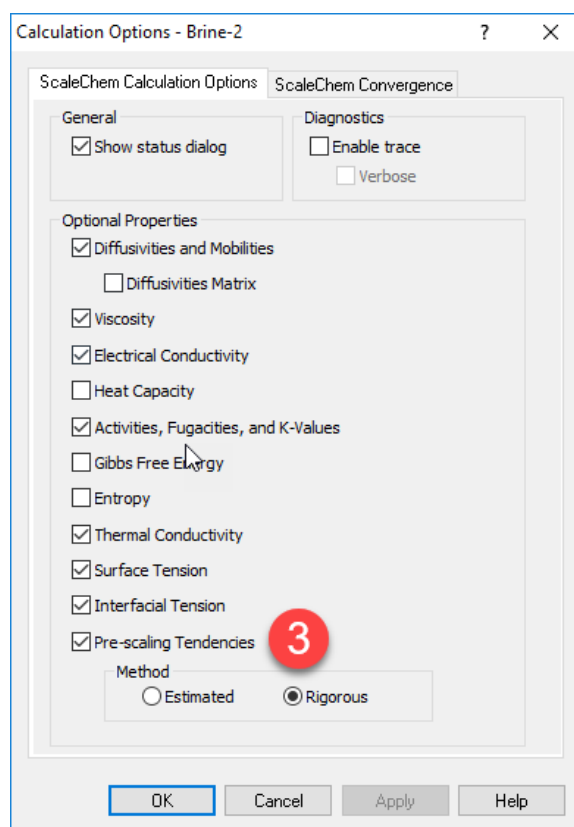 Calculation Options - Brine-2 ?
ScaleChem Calculation Options ScaleChem Convergence
General Diagnostics
Show status dialog Enable trace
Verbose
Optional Properties
Diffusivities and Mobilities
Diffusivities Matrix
Viscosity
Electrical Conductivity
Heat Capacity
Activities, Fugacities, and K-Values
Gibbs Free Energy
Entropy
Thermal Conductivity
Surface Tension
Interfacial Tension
Pre-scaling Tendencies 3
Method
Estimated Rigorous
OK Cancel Apply Help